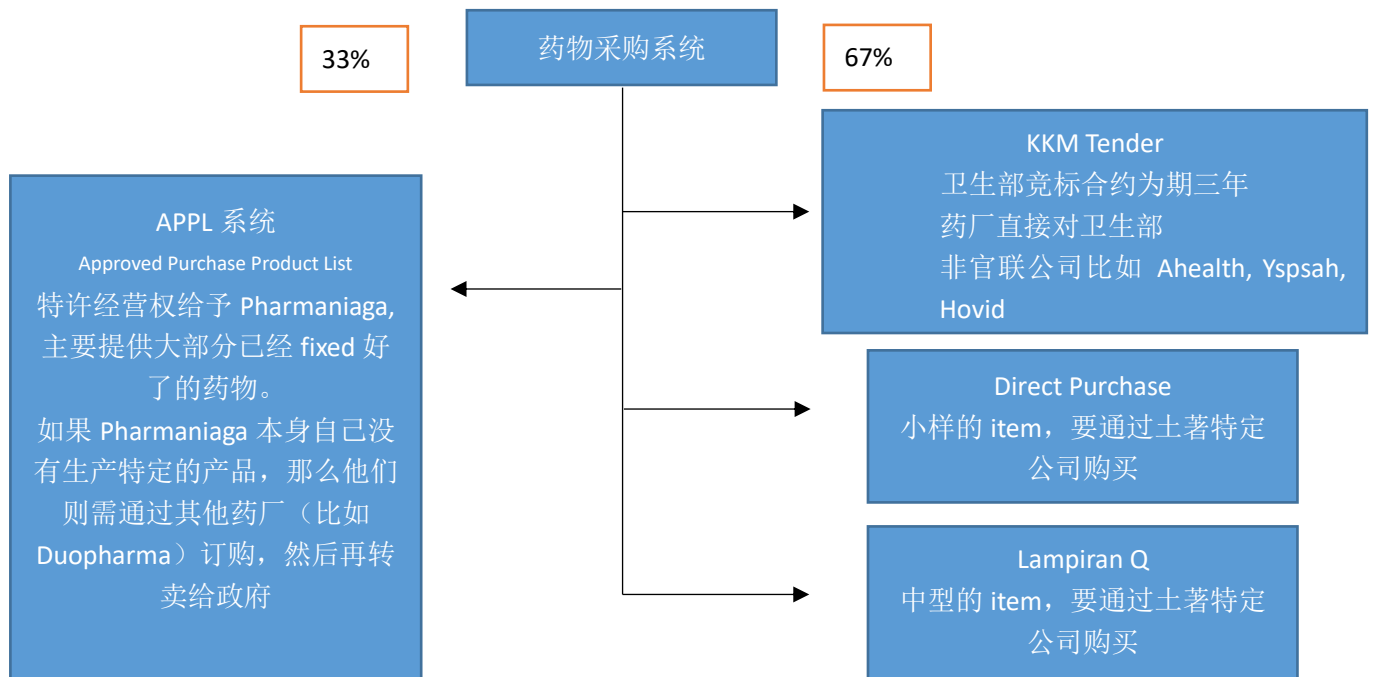 33%
药物采购系统
67%
APPL 系统
Approved Purchase Product List
特许经营权给予 Pharmaniaga,
主要提供大部分已经 fixed 好
了的药物。
如果 Pharmaniaga 本身自己没
有生产特定的产品，那么他们
则需通过其他药厂（比如
Duopharma）订购，然后再转
卖给政府
KKM Tender
卫生部竞标合约为期三年
药厂直接对卫生部
非官联公司比如 Ahealth, Yspsah,
Hovid
Direct Purchase
小样的 item，要通过土著特定
公司购买
Lampiran Q
中型的 item，要通过土著特定
公司购买